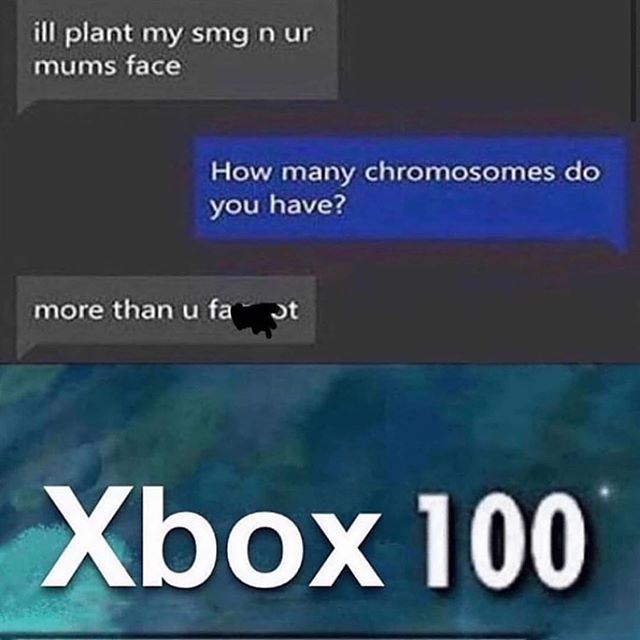 ill plant my smg n ur
mums face
How many chromosomes do
you have?
more than u
Xbox 100